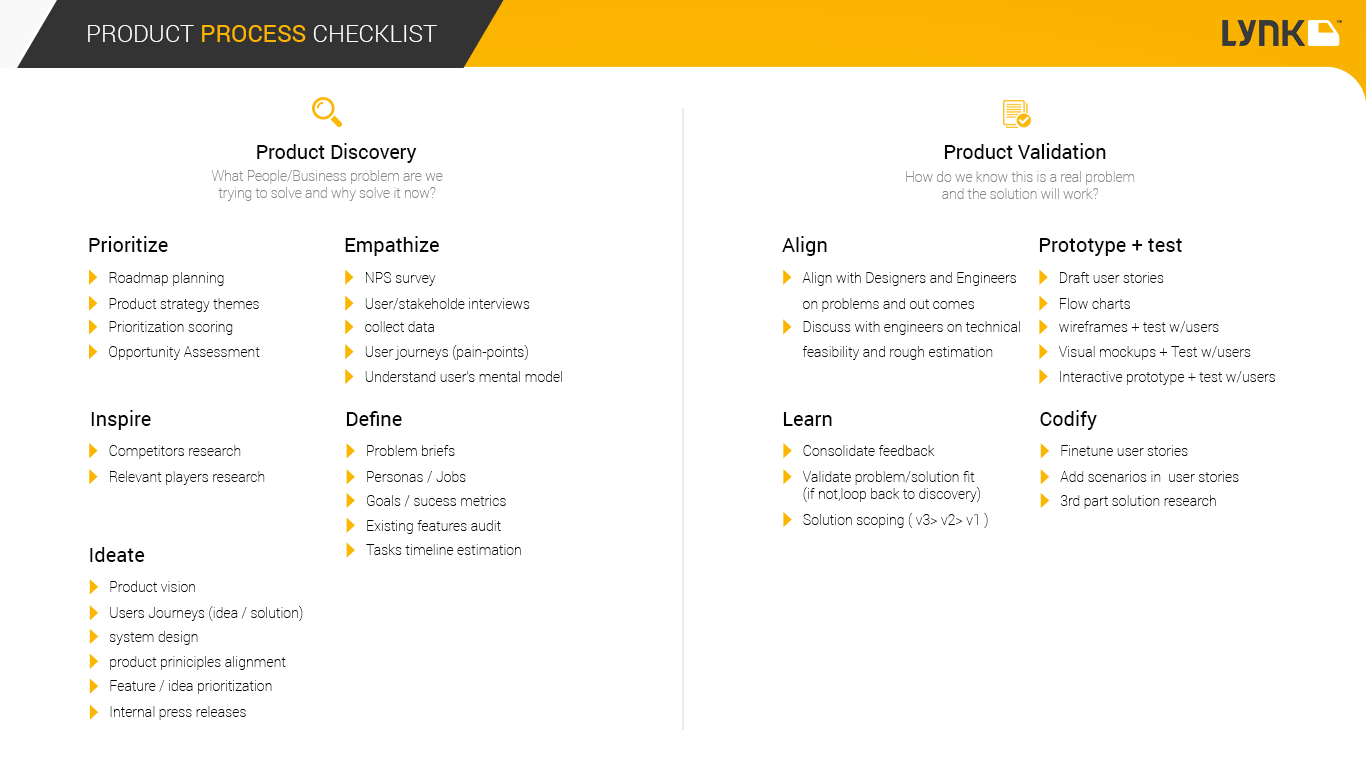 PRODUCT PROCESS CHECKLIST
LYNK
™
Product Discovery
What People/Business problem are we
trying to solve and why solve it now?
Prioritize
Roadmap planning
Product strategy themes
Prioritization scoring
Opportunity Assessment
Empathize
NPS survey
User/stakeholde interviews
collect data
User journeys (pain-points)
Understand user's mental model
Inspire
Competitors research
Relevant players research
Define
Problem briefs
Personas / Jobs
Goals / sucess metrics
Existing features audit
Tasks timeline estimation
Ideate
Product vision
Users Journeys (idea / solution)
system design
product priniciples alignment
Feature / idea prioritization
Internal press releases
Product Validation
How do we know this is a real problem
and the solution will work?
Align
Align with Designers and Engineers
on problems and out comes
Discuss with engineers on technical
feasibility and rough estimation
Prototype + test
Draft user stories
Flow charts
wireframes + test w/users
Visual mockups + Test w/users
Interactive prototype + test w/users
Learn
Consolidate feedback
Validate problem/solution fit
(if not,loop back to discovery)
Solution scoping ( v3> v2> v1 )
Codify
Finetune user stories
Add scenarios in  user stories
3rd part solution research